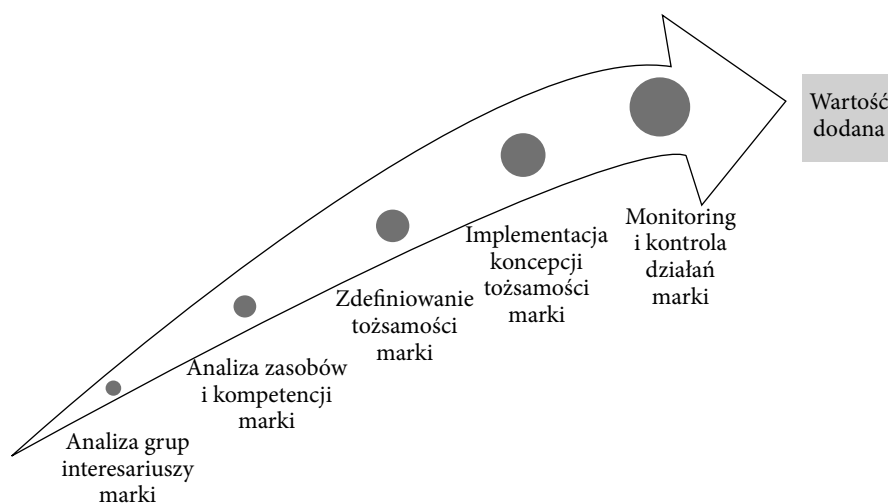 Analiza grup
interesariuszy
marki
Analiza zasobów
i kompetencji
marki
Zdefiniowanie
tożsamości
marki
Implementacja
koncepcji
tożsamości
marki
Monitoring
i kontrola
działań
marki
Wartość
dodana